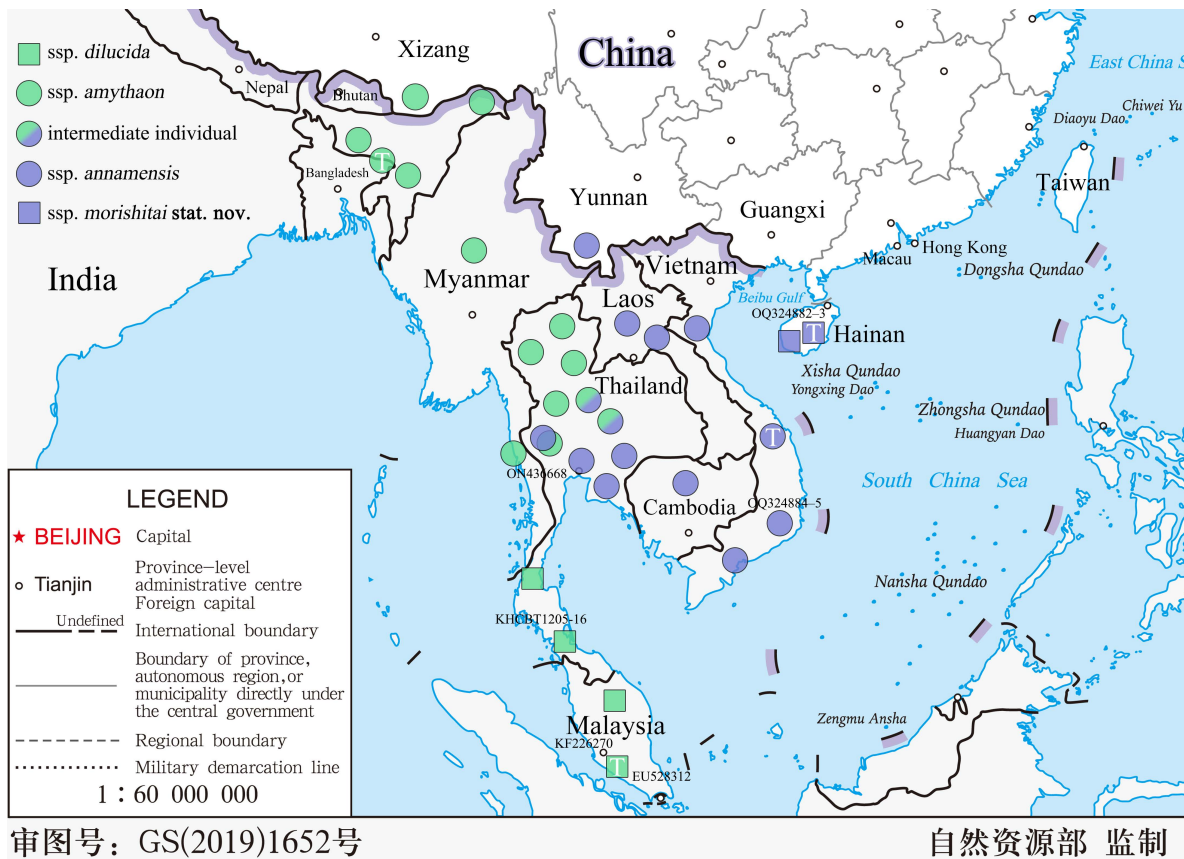 ssp. dilucida
ssp. amythaon
intermediate individual
ssp. annamensis
ssp. morishitai stat. nov.
Xizang
China
East China S
Nepal
Bhutan
Chiwei Yu
Diaoyu Dao
T
Bangladesh
Taiwan
Yunnan
Guangxi
Hong Kong
Macau
Dongsha Qundao
India
Myanmar
Vietnam
Laos
Beibu Gulf
OQ324882–3
T
Hainan
Xisha Qundao
Yongxing Dao
Thailand
Zhongsha Qundao
Huangyan Dao
T
ON436668
South China Sea
Cambodia
OQ324884–5
Nansha Qundao
KHCBT1205-16
Malaysia
Zengmu Ansha
KF226270
T
EU528312
LEGEND
★ BEIJING Capital
Tianjin
Province–level
administrative centre
Foreign capital
Undefined
International boundary
Boundary of province,
autonomous region,or
municipality directly under
the central government
Regional boundary
Military demarcation line
1：60 000 000
审图号：GS(2019)1652号
自然资源部 监制